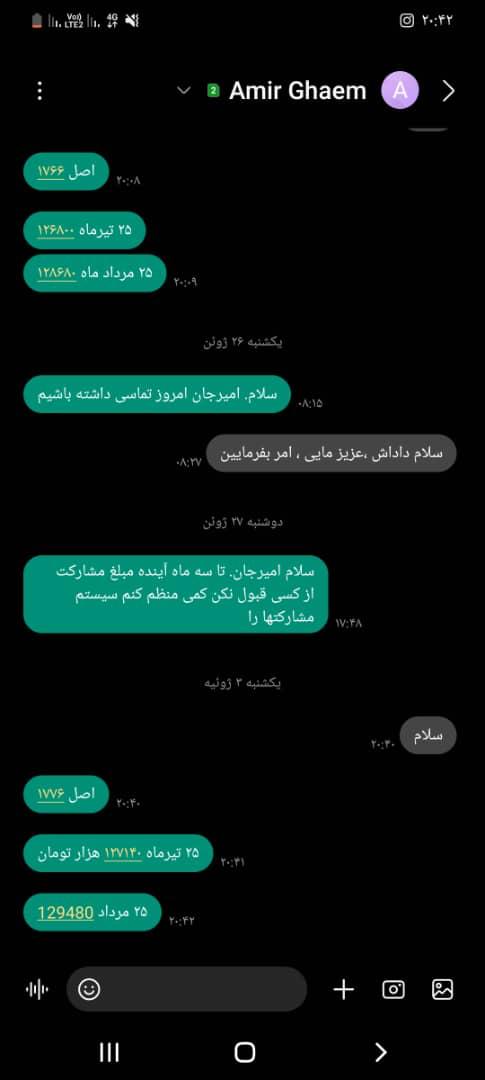 ۲۰:۴۲
4G
Vo))
LTE2
Amir Ghaem
2
A
اصل ۱۷۶۶
۲۰:۰۸
۲۵ تیرماه ۱۲۶۸۰۰
۲۵ مرداد ماه ۱۲۸۶۸۰
۲۰:۰۹
یکشنبه ۲۶ ژوئن
سلام. امیرجان امروز تماسی داشته باشیم
۰۸:۱۵
سلام داداش ،عزیز مایی ، امر بفرمایین
۰۸:۲۷
دوشنبه ۲۷ ژوئن
سلام امیرجان. تا سه ماه آینده مبلغ مشارکت
از کسی قبول نکن کمی منظم کنم سیستم
مشارکتها را
۱۷:۴۸
یکشنبه ۳ ژوئیه
سلام
۲۰:۴۰
اصل ۱۷۷۶
۲۰:۴۰
۲۵ تیرماه ۱۲۷۱۴۰ هزار تومان
۲۰:۴۱
۲۵ مرداد 129480
۲۰:۴۲